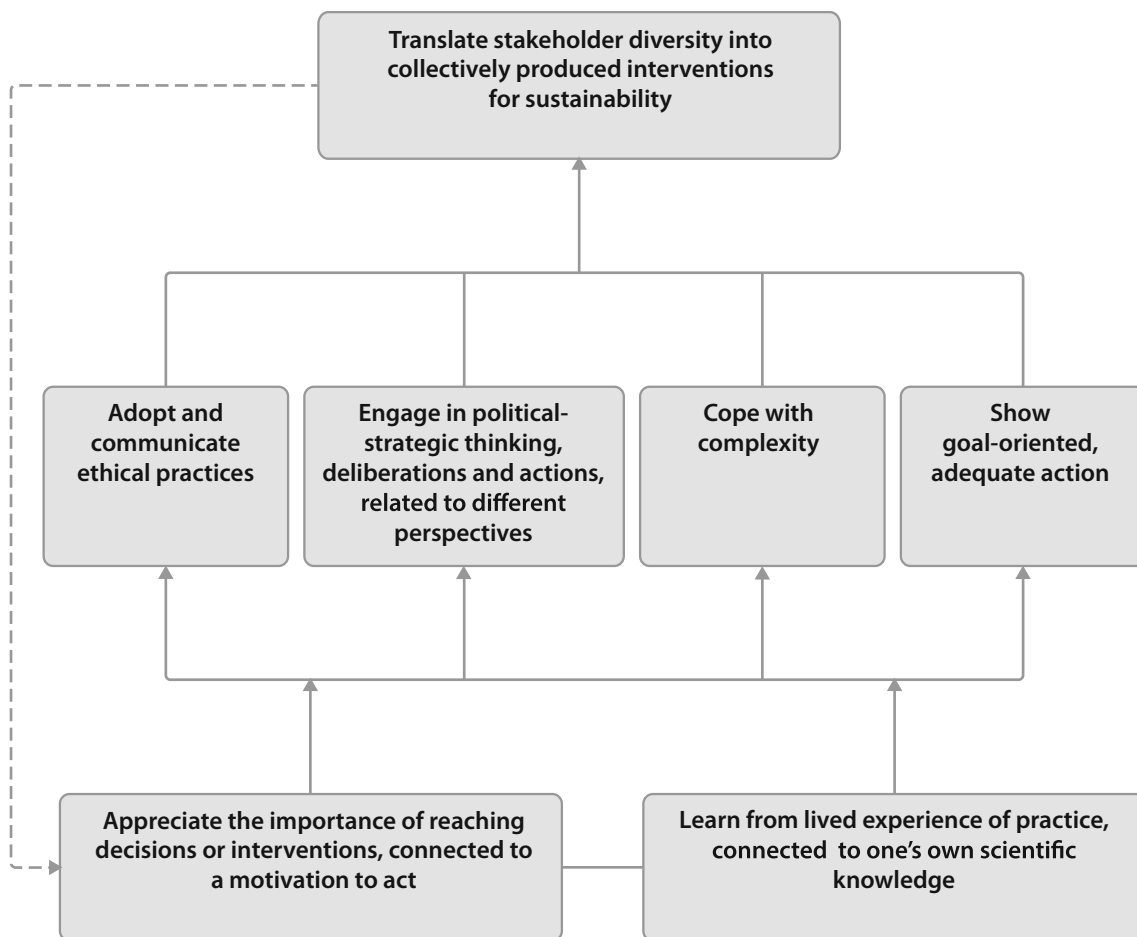 Translate stakeholder diversity into
collectively produced interventions
for sustainability
Adopt and
communicate
ethical practices
Engage in political-
strategic thinking,
deliberations and actions,
related to different
perspectives
Cope with
complexity
Show
goal-oriented,
adequate action
Appreciate the importance of reaching
decisions or interventions, connected to
a motivation to act
Learn from lived experience of practice,
connected to one’s own scientific
knowledge